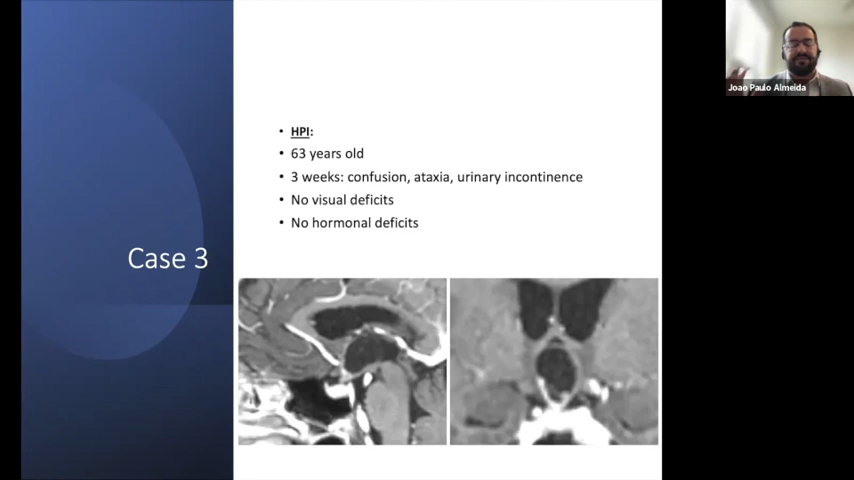 Case 3
• HPI:
• 63 years old
• 3 weeks: confusion, ataxia, urinary incontinence
• No visual deficits
• No hormonal deficits
Joao Paulo Almeida